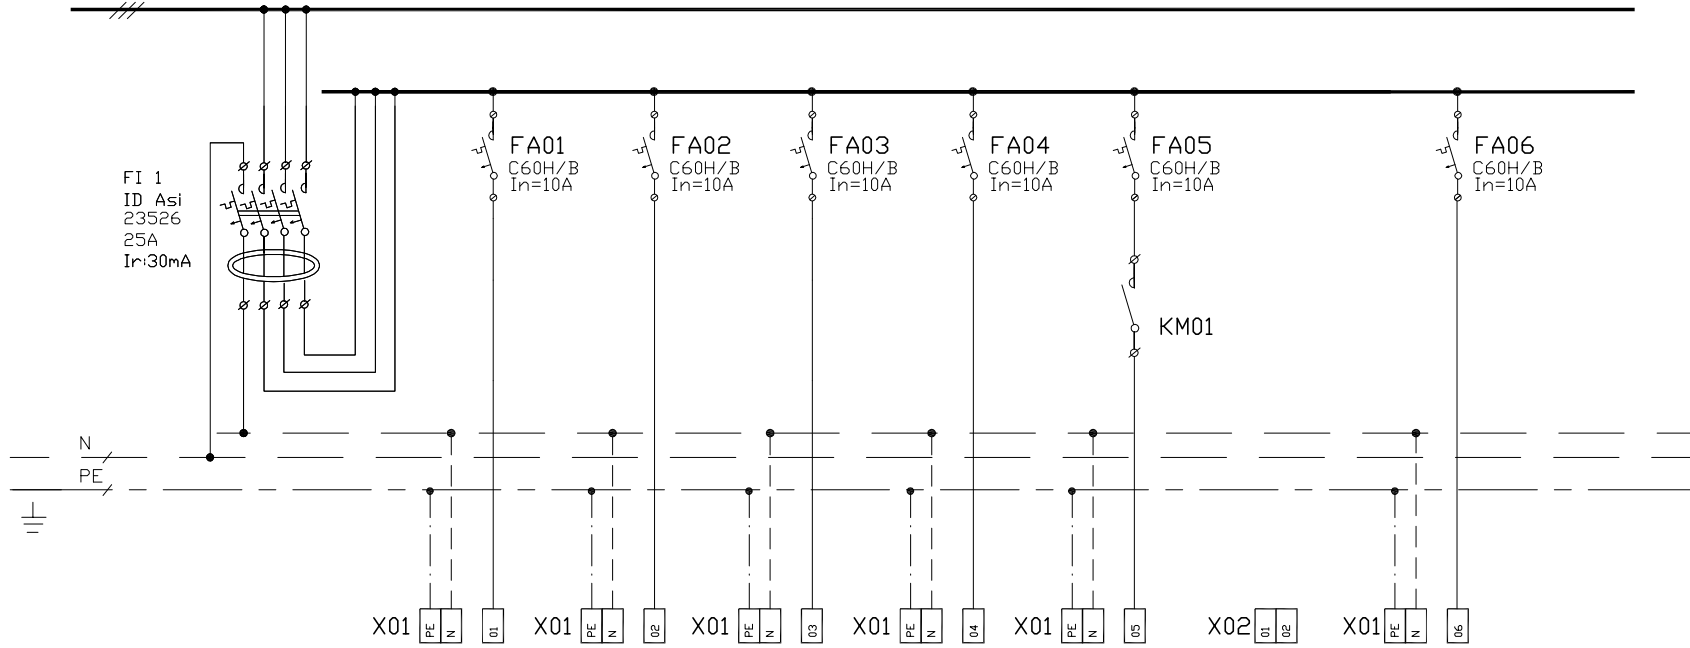 FA01
C60H/B
In=10A
FA02
C60H/B
In=10A
FA03
C60H/B
In=10A
FA04
C60H/B
In=10A
FA05
C60H/B
In=10A
FA06
C60H/B
In=10A
FI 1
ID Asi
23526
25A
Ir:30mA
KM01
N
PE
X01 PE N 01
X01 PE N 02
X01 PE N 03
X01 PE N 04
X01 PE N 05
X02 01 02
X01 PE N 06